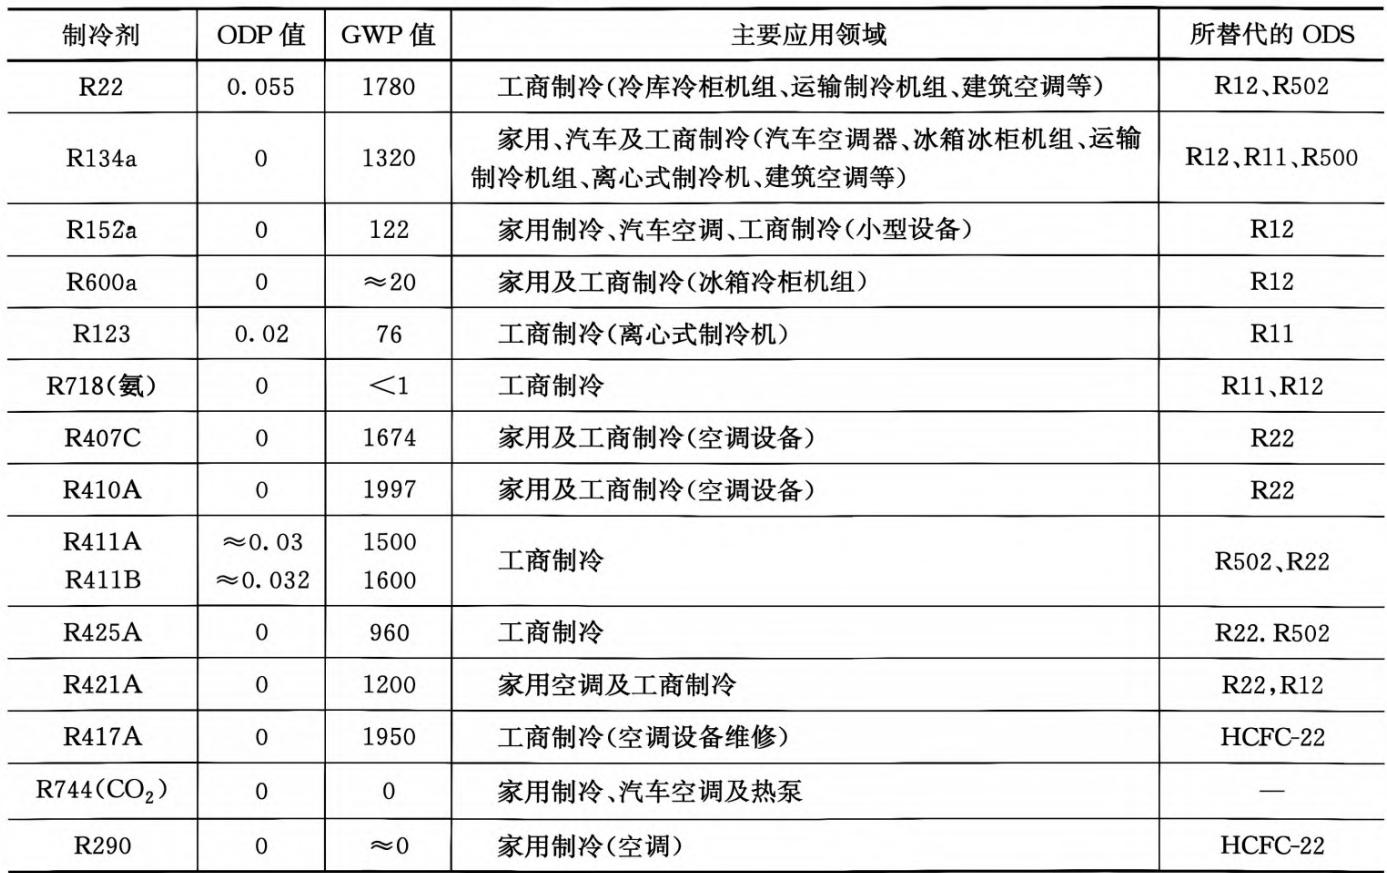 制冷剂 ODP 值 GWP 值 主要应用领域 所替代的 ODS
R22 0.055 1780 工商制冷(冷库冷柜机组、运输制冷机组、建筑空调等) R12、R502
R134a 0 1320 家用、汽车及工商制冷(汽车空调器、冰箱冰柜机组、运输
制冷机组、离心式制冷机、建筑空调等) R12、R11、R500
R152a 0 122 家用制冷、汽车空调、工商制冷(小型设备) R12
R600a 0 ≈20 家用及工商制冷(冰箱冷柜机组) R12
R123 0.02 76 工商制冷(离心式制冷机) R11
R718(氨) 0 <1 工商制冷 R11、R12
R407C 0 1674 家用及工商制冷(空调设备) R22
R410A 0 1997 家用及工商制冷(空调设备) R22
R411A ≈0.03 1500
工商制冷 R502、R22
R411B ≈0.032 1600
R425A 0 960 工商制冷 R22.R502
R421A 0 1200 家用空调及工商制冷 R22,R12
R417A 0 1950 工商制冷(空调设备维修) HCFC-22
R744(CO₂) 0 0 家用制冷、汽车空调及热泵 —
R290 0 ≈0 家用制冷(空调) HCFC-22